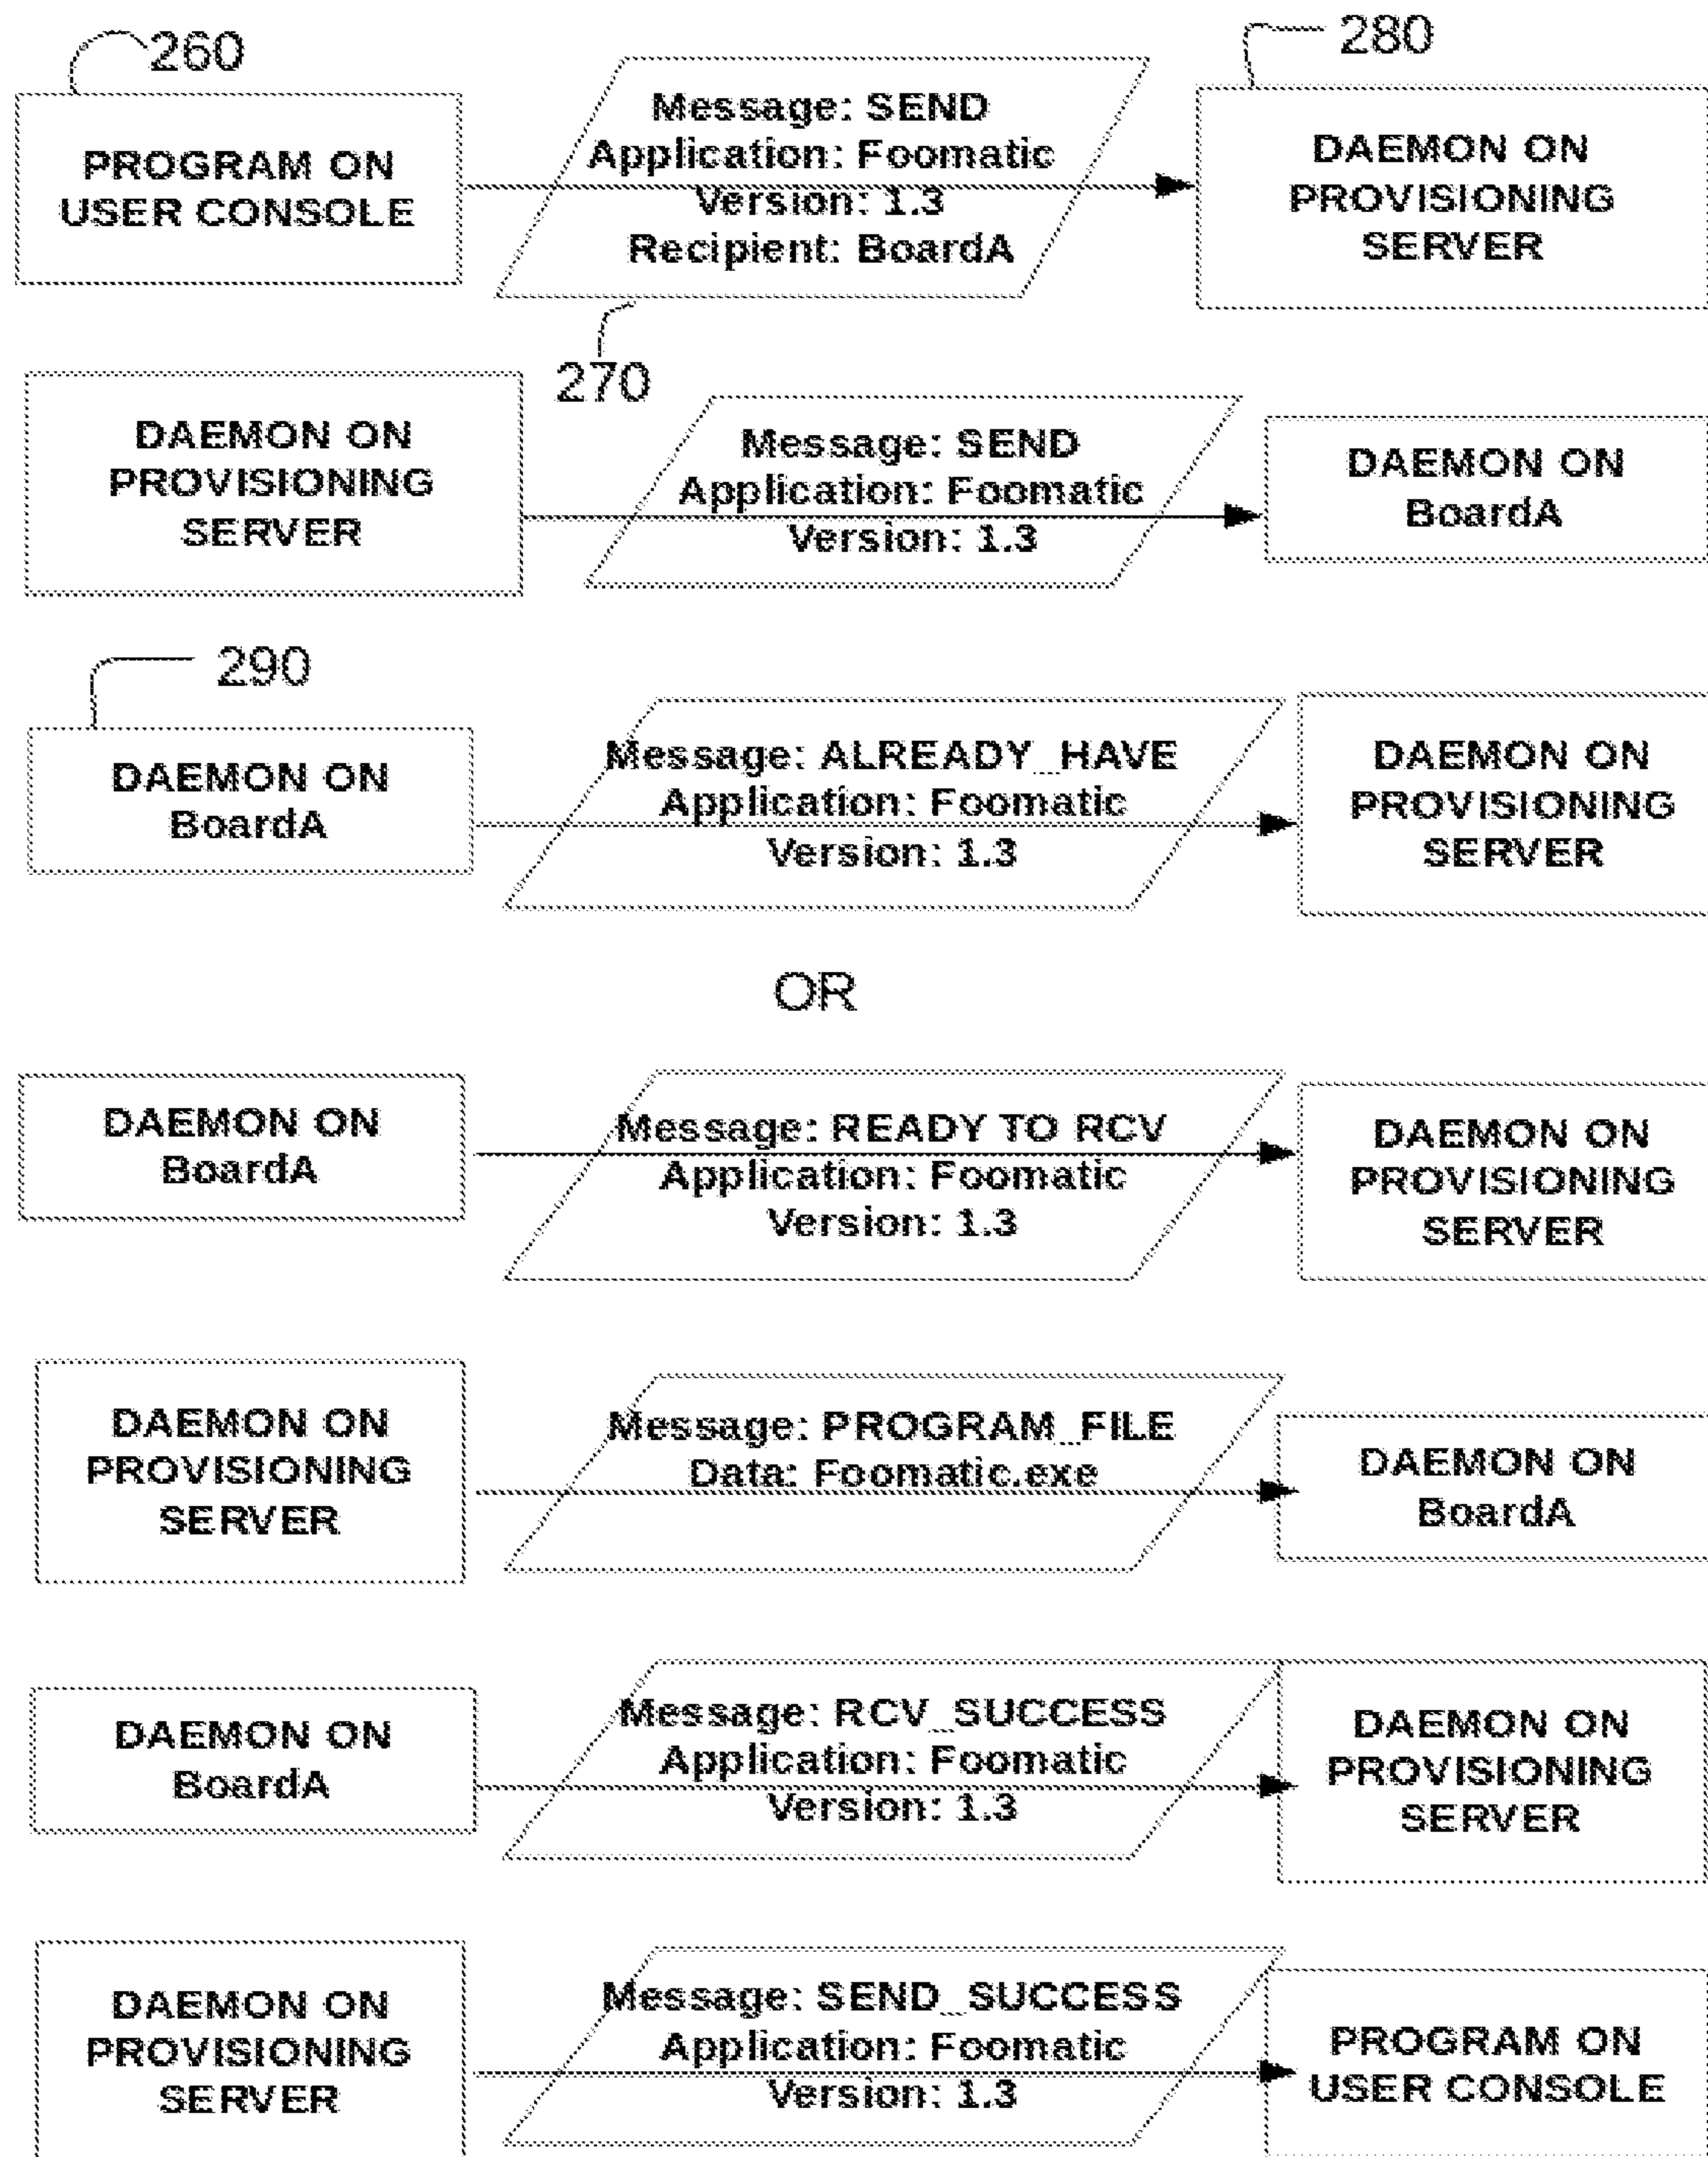 260
280
PROGRAM ON
USER CONSOLE
Message: SEND
Application: Foomatic
Version: 1.3
Recipient: BoardA
DAEMON ON
PROVISIONING
SERVER
270
DAEMON ON
PROVISIONING
SERVER
Message: SEND
Application: Foomatic
Version: 1.3
DAEMON ON
BoardA
290
DAEMON ON
BoardA
Message: ALREADY_HAVE
Application: Foomatic
Version: 1.3
DAEMON ON
PROVISIONING
SERVER
OR
DAEMON ON
BoardA
Message: READY TO RCV
Application: Foomatic
Version: 1.3
DAEMON ON
PROVISIONING
SERVER
DAEMON ON
PROVISIONING
SERVER
Message: PROGRAM_FILE
Data: Foomatic.exe
DAEMON ON
BoardA
DAEMON ON
BoardA
Message: RCV_SUCCESS
Application: Foomatic
Version: 1.3
DAEMON ON
PROVISIONING
SERVER
DAEMON ON
PROVISIONING
SERVER
Message: SEND_SUCCESS
Application: Foomatic
Version: 1.3
PROGRAM ON
USER CONSOLE